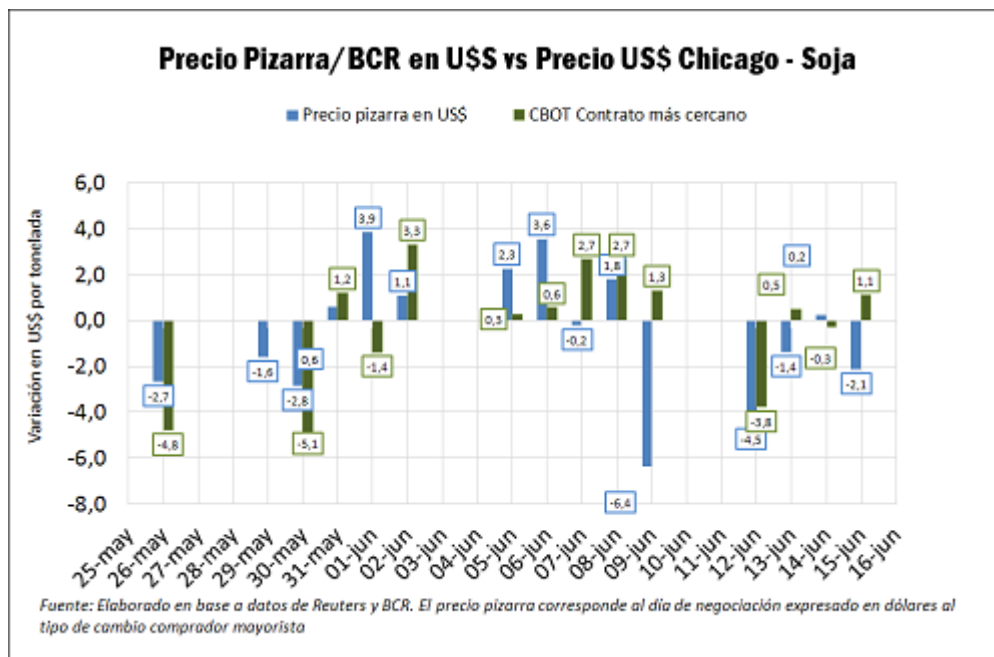 Precio Pizarra/BCR en U$S vs Precio US$ Chicago - Soja
Precio pizarra en US$
CBOT Contrato más cercano
Variación en US$ por tonelada
6,0
4,0
2,0
0,0
-2,0
-4,0
-6,0
-8,0
-2,7
-4,8
-1,6
-2,8
0,6
-5,1
1,2
3,9
-1,4
1,1
3,3
0,3
2,3
3,6
0,6
-0,2
2,7
1,8
2,7
-6,4
1,3
-4,5
-3,8
0,5
-1,4
0,2
-0,3
-2,1
1,1
25-may
26-may
27-may
28-may
29-may
30-may
31-may
01-jun
02-jun
03-jun
04-jun
05-jun
06-jun
07-jun
08-jun
09-jun
10-jun
11-jun
12-jun
13-jun
14-jun
15-jun
16-jun
Fuente: Elaborado en base a datos de Reuters y BCR. El precio pizarra corresponde al día de negociación expresado en dólares al
tipo de cambio comprador mayorista